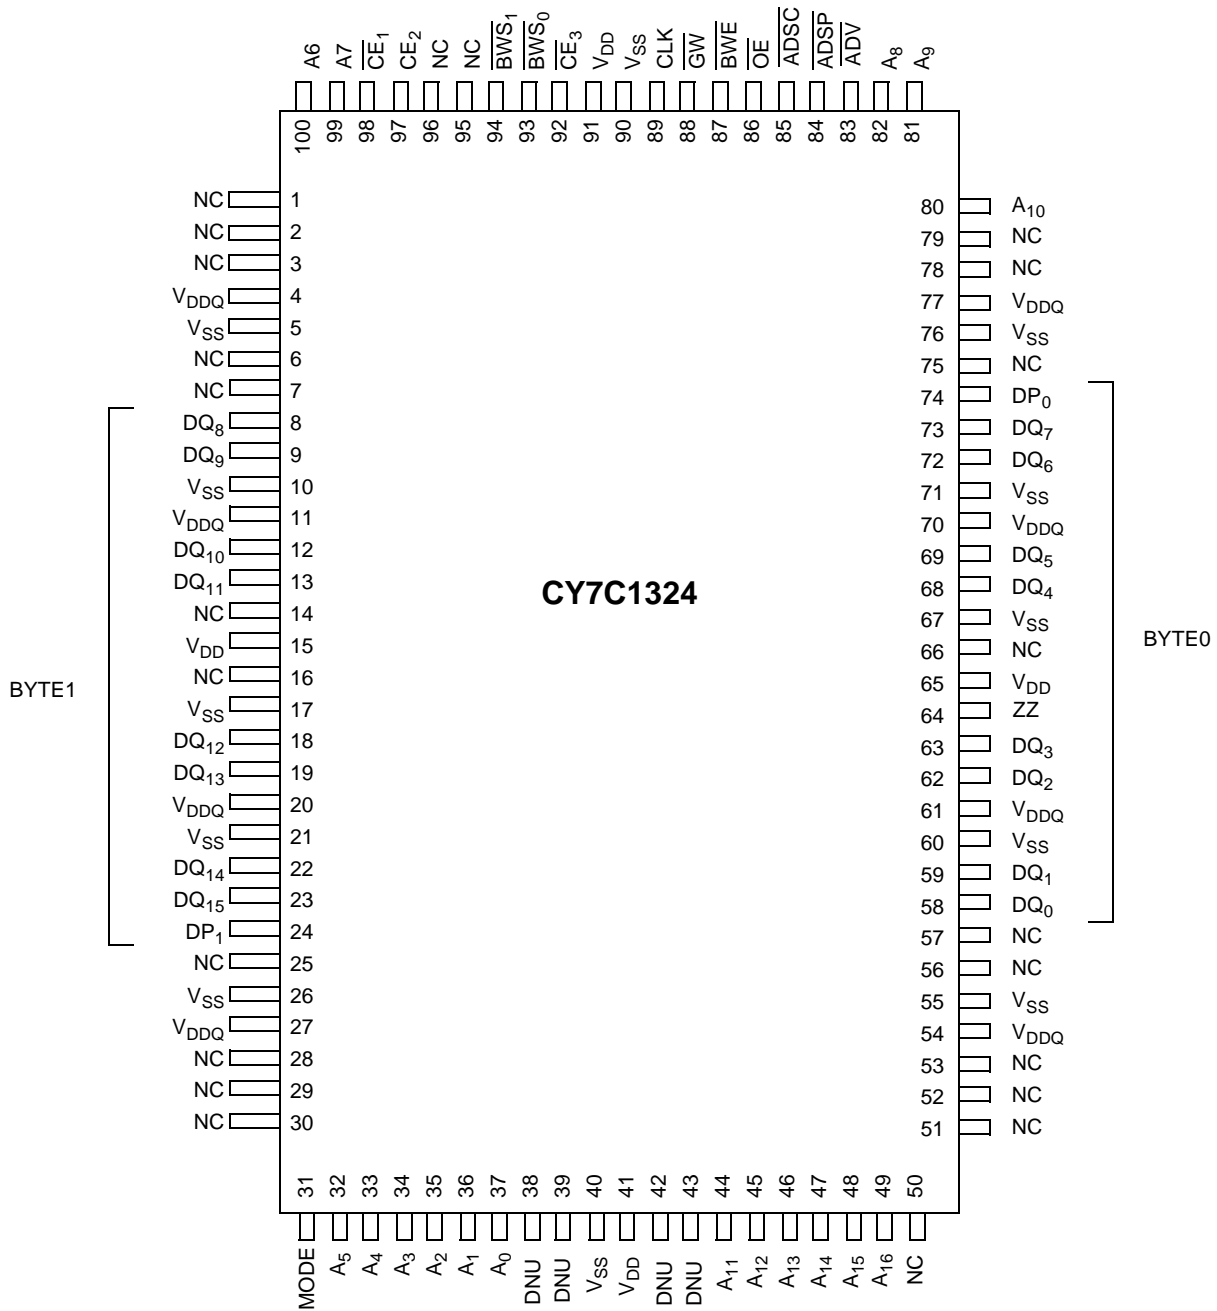 A6
A7
CE1
CE2
NC
NC
BWS1
BWS0
CE3
VDD
VSS
CLK
GW
BWE
OE
ADSC
ADSP
ADV
A8
A9
100
99
98
97
96
95
94
93
92
91
90
89
88
87
86
85
84
83
82
81
NC 1
NC 2
NC 3
VDDQ 4
VSS 5
NC 6
NC 7
DQ8 8
DQ9 9
VSS 10
VDDQ 11
DQ10 12
DQ11 13
NC 14
VDD 15
NC 16
VSS 17
DQ12 18
DQ13 19
VDDQ 20
VSS 21
DQ14 22
DQ15 23
DP1 24
NC 25
VSS 26
VDDQ 27
NC 28
NC 29
NC 30
BYTE1
CY7C1324
80 A10
79 NC
78 NC
77 VDDQ
76 VSS
75 NC
74 DP0
73 DQ7
72 DQ6
71 VSS
70 VDDQ
69 DQ5
68 DQ4
67 VSS
66 NC
65 VDD
64 ZZ
63 DQ3
62 DQ2
61 VDDQ
60 VSS
59 DQ1
58 DQ0
57 NC
56 NC
55 VSS
54 VDDQ
53 NC
52 NC
51 NC
BYTE0
31
32
33
34
35
36
37
38
39
40
41
42
43
44
45
46
47
48
49
50
MODE
A5
A4
A3
A2
A1
A0
DNU
DNU
VSS
VDD
DNU
DNU
A11
A12
A13
A14
A15
A16
NC